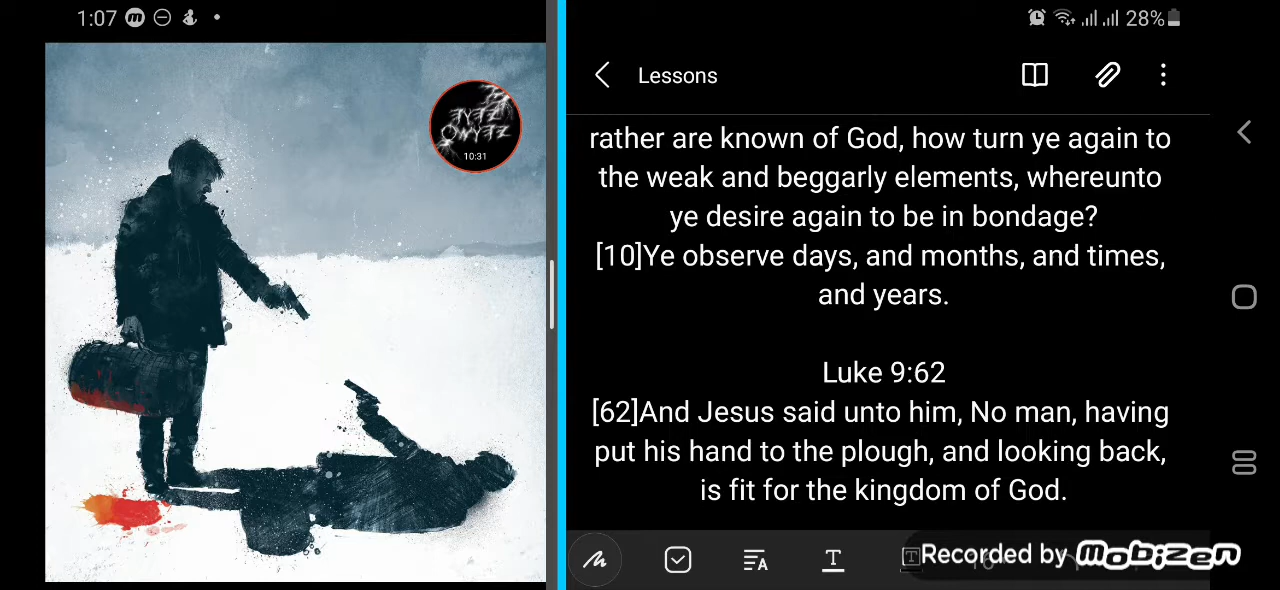 1:07
28%
Lessons
10:31
rather are known of God, how turn ye again to
the weak and beggarly elements, whereunto
ye desire again to be in bondage?
[10]Ye observe days, and months, and times,
and years.
Luke 9:62
[62]And Jesus said unto him, No man, having
put his hand to the plough, and looking back,
is fit for the kingdom of God.
Recorded by mobizen